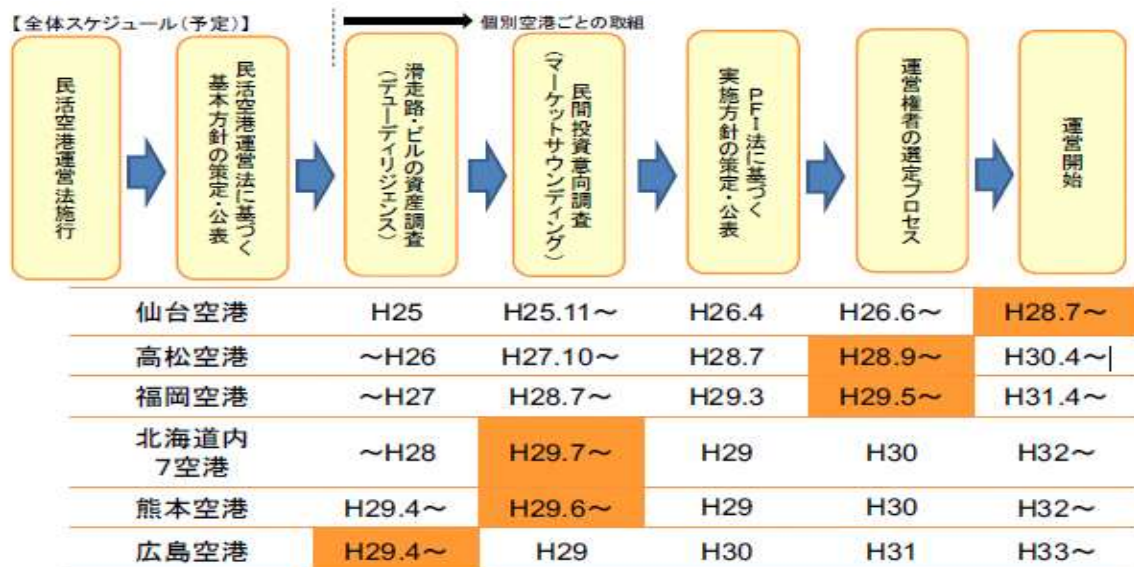 【全体スケジュール(予定)】
個別空港ごとの取組
民活空港運営法施行
民活空港運営法に基づく
基本方針の策定・公表
滑走路・ビルの資産調査
(デューディリジェンス)
民間投資意向調査
(マーケットサウンディング)
PFI法に基づく
実施方針の策定・公表
運営権者の選定プロセス
運営開始
仙台空港 H25 H25.11～ H26.4 H26.6～ H28.7～
高松空港 ～H26 H27.10～ H28.7 H28.9～ H30.4～
福岡空港 ～H27 H28.7～ H29.3 H29.5～ H31.4～
北海道内
7空港 ～H28 H29.7～ H29 H30 H32～
熊本空港 H29.4～ H29.6～ H29 H30 H32～
広島空港 H29.4～ H29 H30 H31 H33～